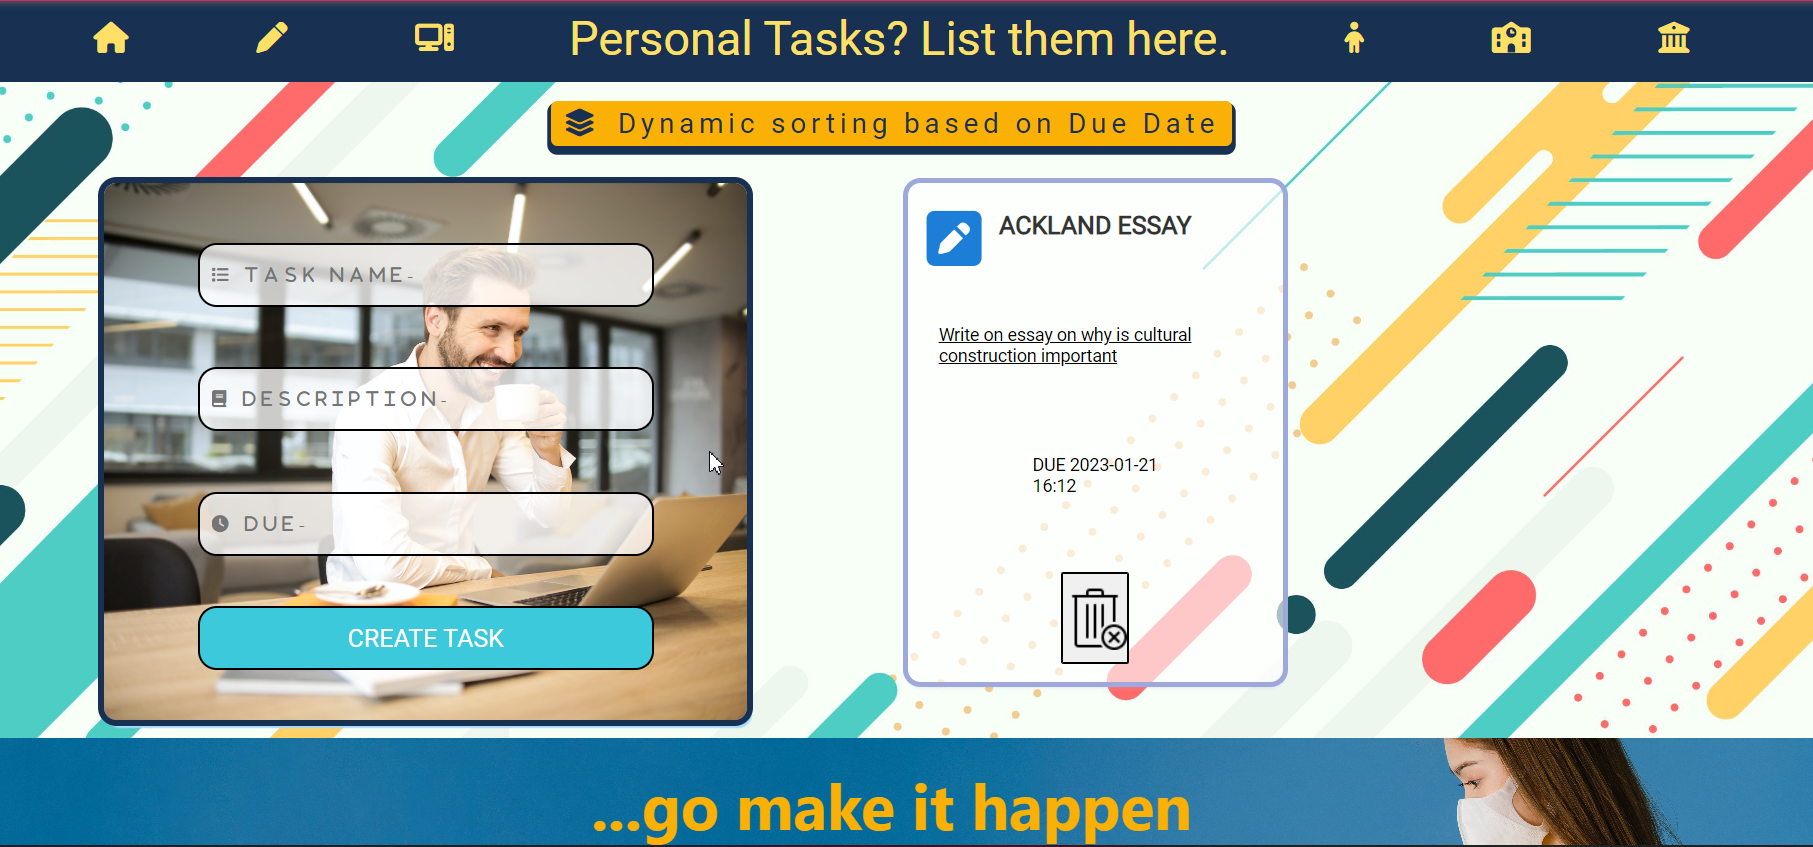 Personal Tasks? List them here.
Dynamic sorting based on Due Date
TASK NAME-
DESCRIPTION-
DUE-
CREATE TASK
ACKLAND ESSAY
Write on essay on why is cultural
construction important
DUE 2023-01-21
16:12
...go make it happen